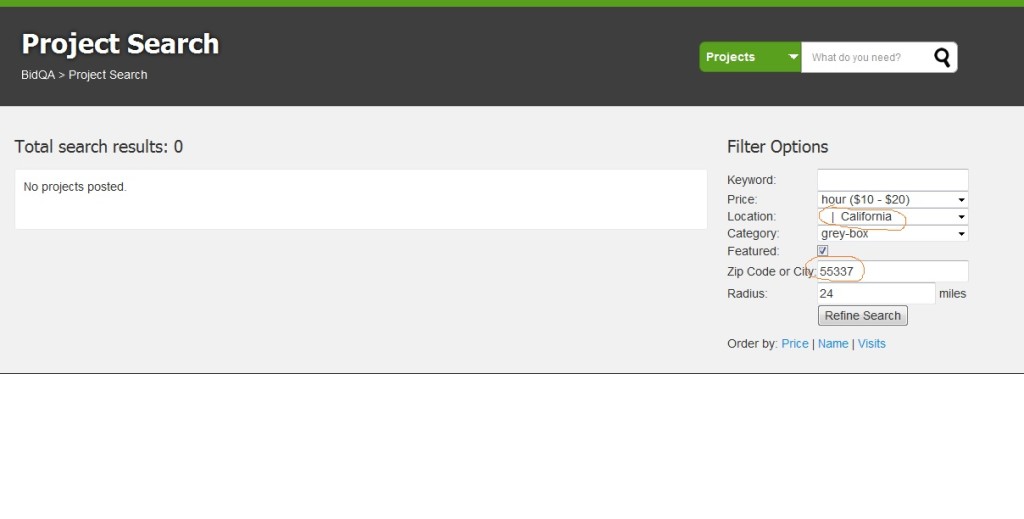 Project Search
BidQA > Project Search
Projects
What do you need?
Total search results: 0
No projects posted.
Filter Options
Keyword:
Price: hour ($10 - $20)
Location: | California
Category: grey-box
Featured:
Zip Code or City: 55337
Radius: 24 miles
Refine Search
Order by: Price | Name | Visits